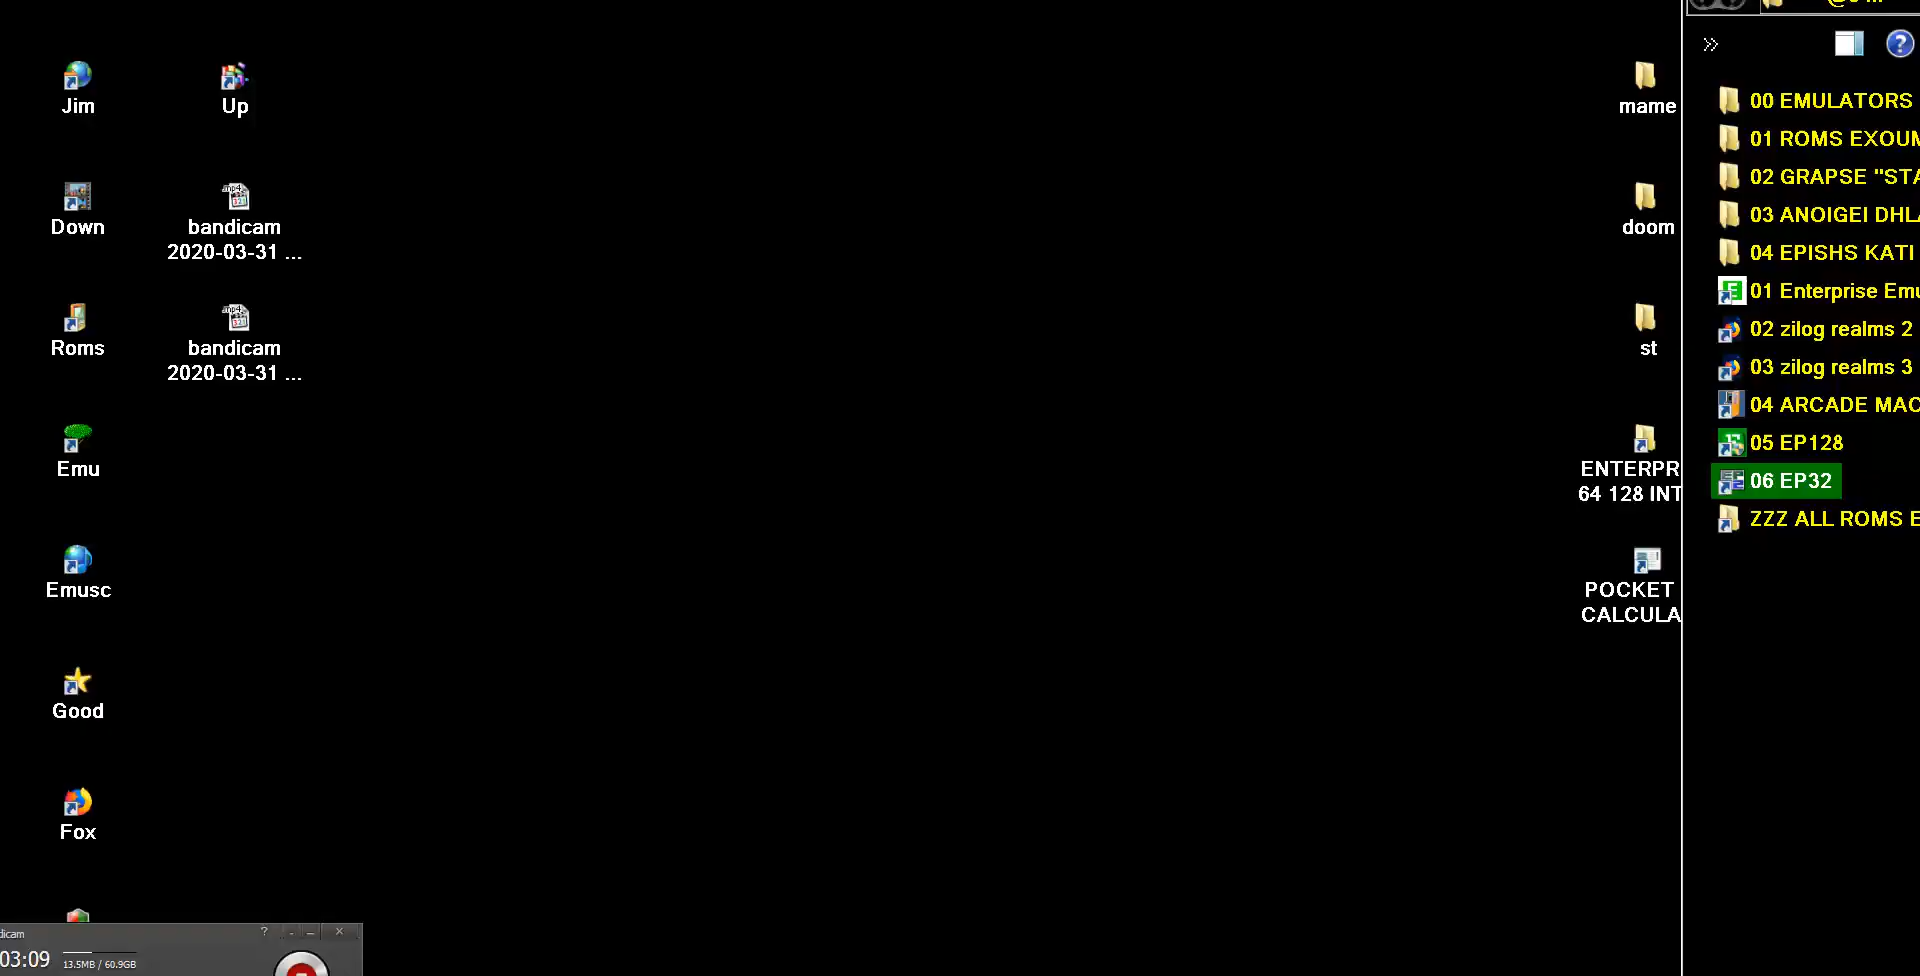 Jim
Up
Down
bandicam
2020-03-31 ...
Roms
bandicam
2020-03-31 ...
Emu
Emusc
Good
Fox
mame
doom
st
ENTERPR
64 128 INT
POCKET
CALCULA
00 EMULATORS
01 ROMS EXOUM
02 GRAPSE "STA
03 ANOIGEI DHLA
04 EPISHS KATI
01 Enterprise Emu
02 zilog realms 2
03 zilog realms 3
04 ARCADE MAC
05 EP128
06 EP32
ZZZ ALL ROMS E
dicam
03:09
13.5MB / 60.9GB